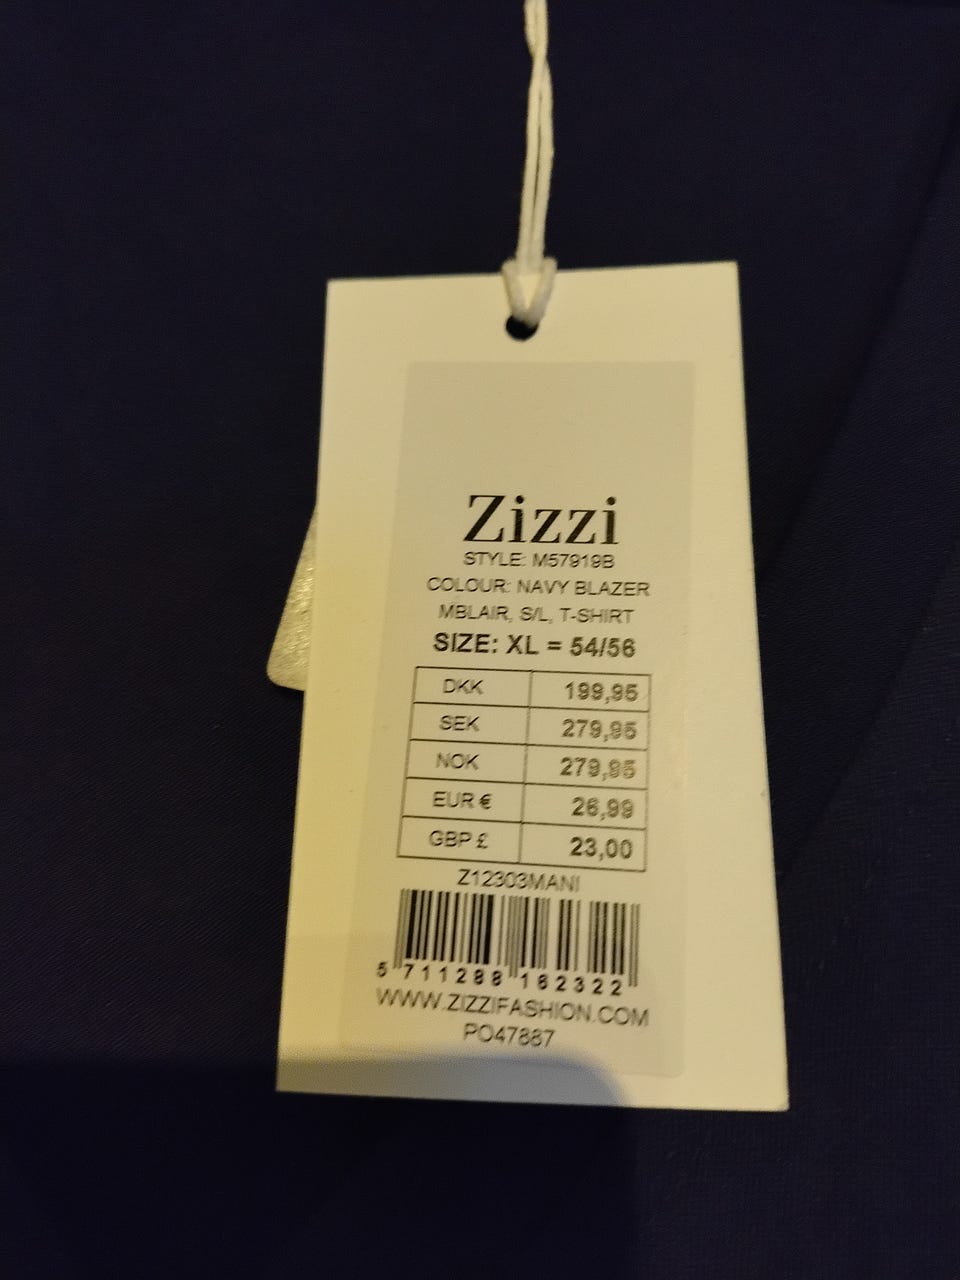 Zizzi
STYLE: M57919B
COLOUR: NAVY BLAZER
MBLAIR, S/L, T-SHIRT
SIZE: XL = 54/56
DKK 199,95
SEK 279,95
NOK 279,95
EUR € 26,99
GBP £ 23,00
Z12303MANI
5 711288 162322
WWW.ZIZZIFASHION.COM
PO47887